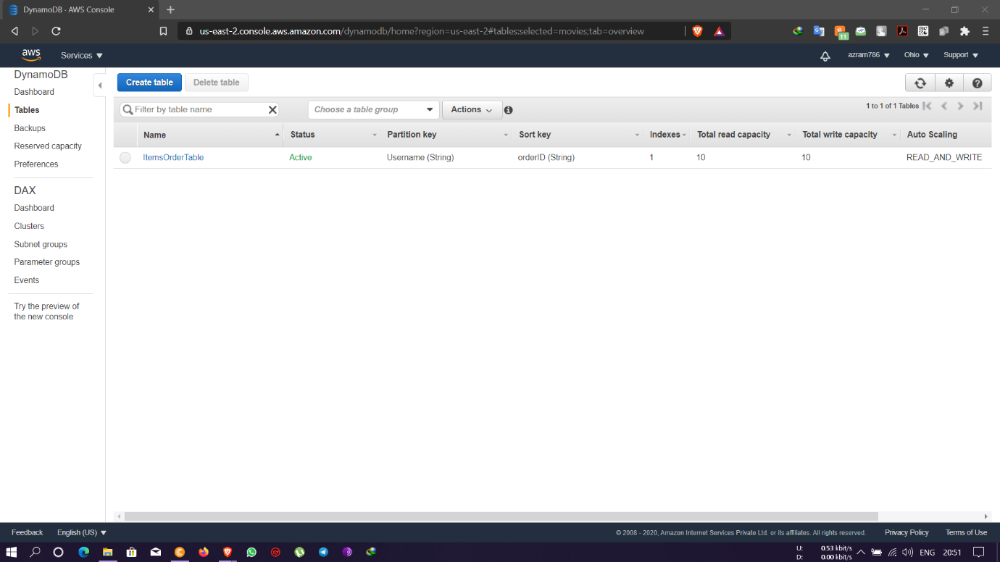 DynamoDB · AWS Console
us-east-2.console.aws.amazon.com/dynamodb/home?region=us-east-2#tables:selected=movies;tab=overview
11
aws
Services
azram786
Ohio
Support
DynamoDB
Dashboard
Tables
Backups
Reserved capacity
Preferences
DAX
Dashboard
Clusters
Subnet groups
Parameter groups
Events
Try the preview of
the new console
Create table
Delete table
Filter by table name
Choose a table group
Actions
1 to 1 of 1 Tables
Name Status Partition key Sort key Indexes Total read capacity Total write capacity Auto Scaling
ItemsOrderTable Active Username (String) orderID (String) 1 10 10 READ_AND_WRITE
Feedback
English (US)
© 2008 - 2020, Amazon Internet Services Private Ltd. or its affiliates. All rights reserved.
Privacy Policy
Terms of Use
U: 0.53 kbit/s
D: 0.00 kbit/s
ENG
20:51